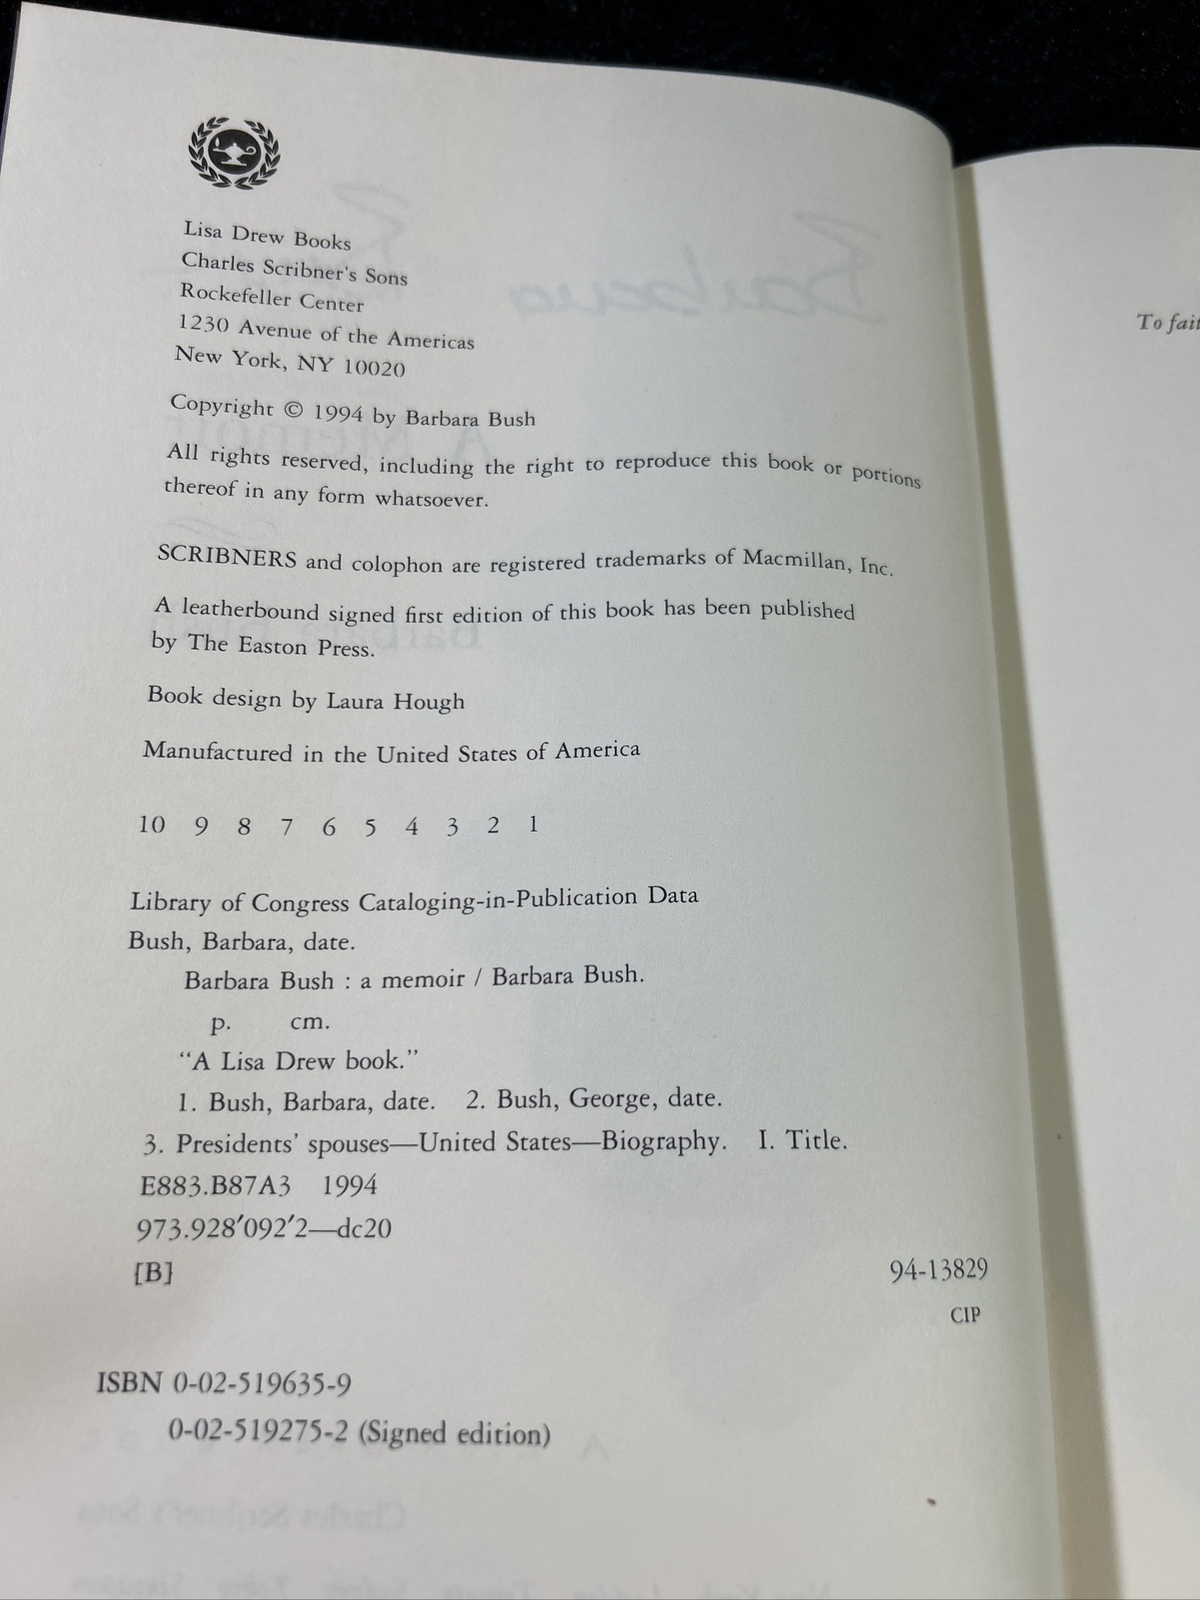 Lisa Drew Books
Charles Scribner's Sons
Rockefeller Center
1230 Avenue of the Americas
New York, NY 10020
Copyright © 1994 by Barbara Bush
All rights reserved, including the right to reproduce this book or portions
thereof in any form whatsoever.
SCRIBNERS and colophon are registered trademarks of Macmillan, Inc.
A leatherbound signed first edition of this book has been published
by The Easton Press.
Book design by Laura Hough
Manufactured in the United States of America
10 9 8 7 6 5 4 3 2 1
Library of Congress Cataloging-in-Publication Data
Bush, Barbara, date.
Barbara Bush : a memoir / Barbara Bush.
p. cm.
“A Lisa Drew book.”
1. Bush, Barbara, date. 2. Bush, George, date.
3. Presidents’ spouses—United States—Biography. I. Title.
E883.B87A3 1994
973.928′092′2—dc20
[B]
94-13829
CIP
ISBN 0-02-519635-9
0-02-519275-2 (Signed edition)
To